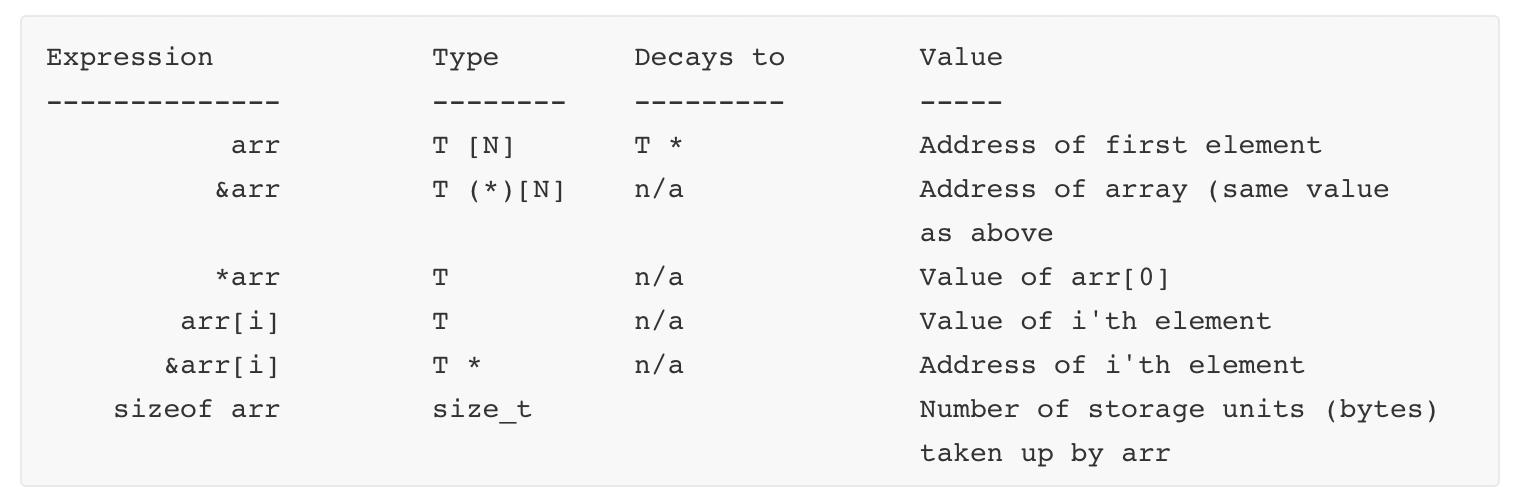 Expression Type Decays to Value
-------------- -------- --------- -----
arr T [N] T * Address of first element
&arr T (*)[N] n/a Address of array (same value
as above
*arr T n/a Value of arr[0]
arr[i] T n/a Value of i'th element
&arr[i] T * n/a Address of i'th element
sizeof arr size_t Number of storage units (bytes)
taken up by arr